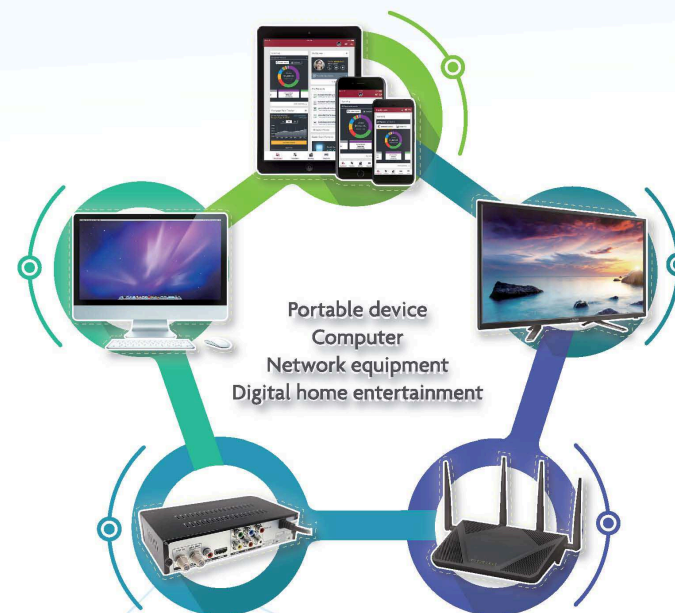 Portable device
Computer
Network equipment
Digital home entertainment